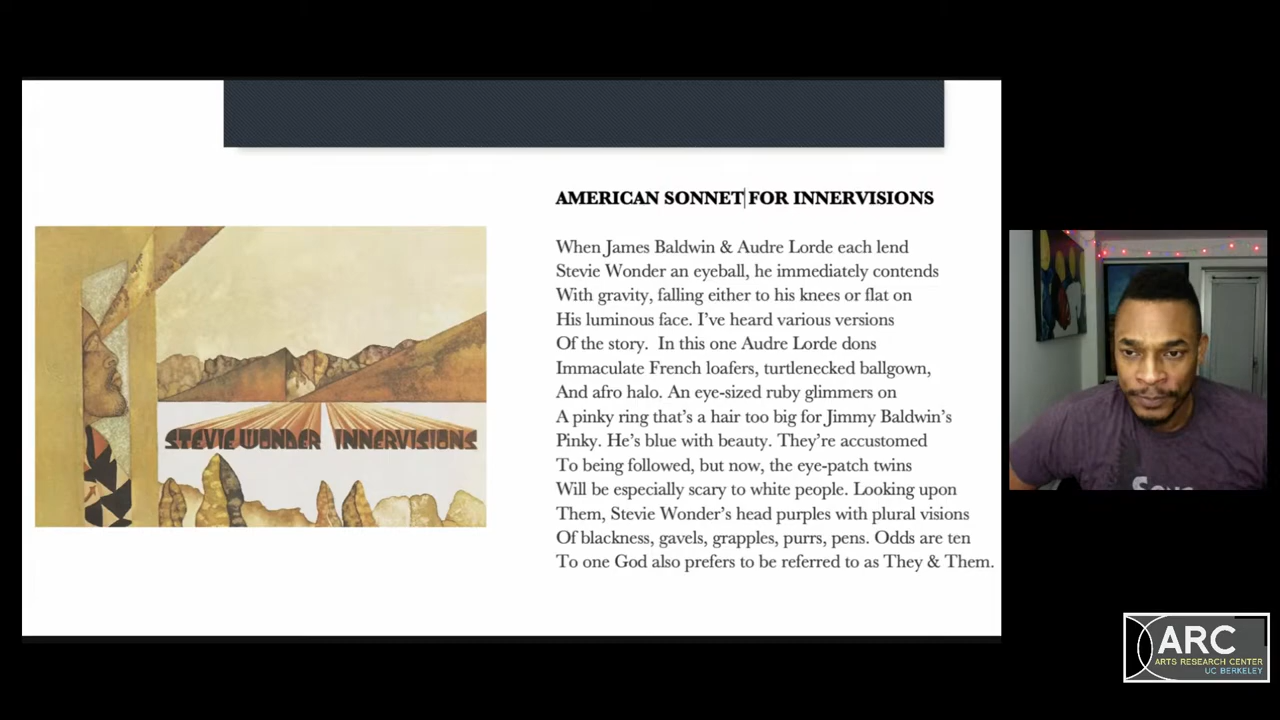 AMERICAN SONNET FOR INNERVISIONS
When James Baldwin & Audre Lorde each lend
Stevie Wonder an eyeball, he immediately contends
With gravity, falling either to his knees or flat on
His luminous face. I've heard various versions
Of the story.  In this one Audre Lorde dons
Immaculate French loafers, turtlenecked ballgown,
And afro halo. An eye-sized ruby glimmers on
A pinky ring that's a hair too big for Jimmy Baldwin's
Pinky. He's blue with beauty. They're accustomed
To being followed, but now, the eye-patch twins
Will be especially scary to white people. Looking upon
Them, Stevie Wonder's head purples with plural visions
Of blackness, gavels, grapples, purrs, pens. Odds are ten
To one God also prefers to be referred to as They & Them.
STEVIE WONDER INNERVISIONS
ARC
ARTS RESEARCH CENTER
UC BERKELEY